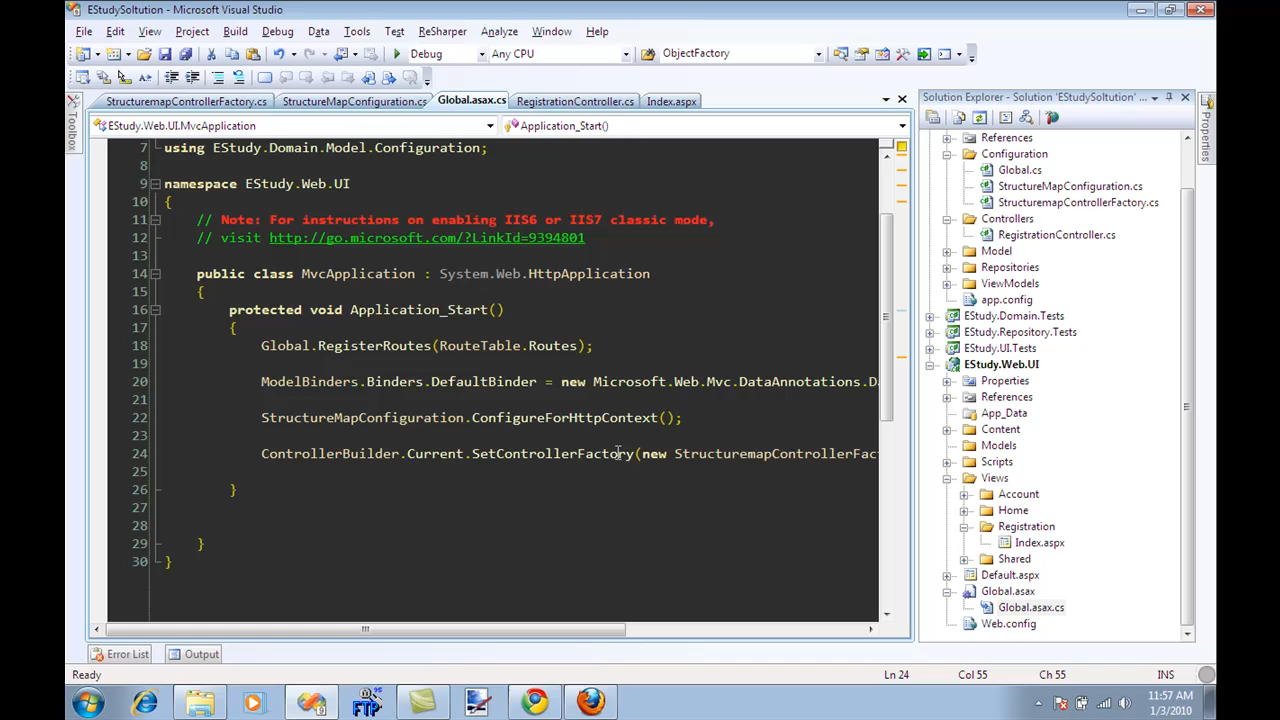 EStudySoltution - Microsoft Visual Studio
File Edit View Project Build Debug Data Tools Test ReSharper Analyze Window Help
Debug Any CPU ObjectFactory
StructuremapControllerFactory.cs StructureMapConfiguration.cs Global.asax.cs RegistrationController.cs Index.aspx
EStudy.Web.UI.MvcApplication Application_Start()
Toolbox
7 using EStudy.Domain.Model.Configuration;
8
9 namespace EStudy.Web.UI
10 {
11 // Note: For instructions on enabling IIS6 or IIS7 classic mode,
12 // visit http://go.microsoft.com/?LinkId=9394801
13
14 public class MvcApplication : System.Web.HttpApplication
15 {
16 protected void Application_Start()
17 {
18 Global.RegisterRoutes(RouteTable.Routes);
19
20 ModelBinders.Binders.DefaultBinder = new Microsoft.Web.Mvc.DataAnnotations.Da
21
22 StructureMapConfiguration.ConfigureForHttpContext();
23
24 ControllerBuilder.Current.SetControllerFactory(new StructuremapControllerFac
25
26 }
27
28
29 }
30 }
Solution Explorer - Solution 'EStudySoltution' ...
Properties
References
Configuration
Global.cs
StructureMapConfiguration.cs
StructuremapControllerFactory.cs
Controllers
RegistrationController.cs
Model
Repositories
ViewModels
app.config
EStudy.Domain.Tests
EStudy.Repository.Tests
EStudy.UI.Tests
EStudy.Web.UI
Properties
References
App_Data
Content
Models
Scripts
Views
Account
Home
Registration
Index.aspx
Shared
Default.aspx
Global.asax
Global.asax.cs
Web.config
Error List Output
Ready Ln 24 Col 55 Ch 55 INS
FTP
11:57 AM
1/3/2010